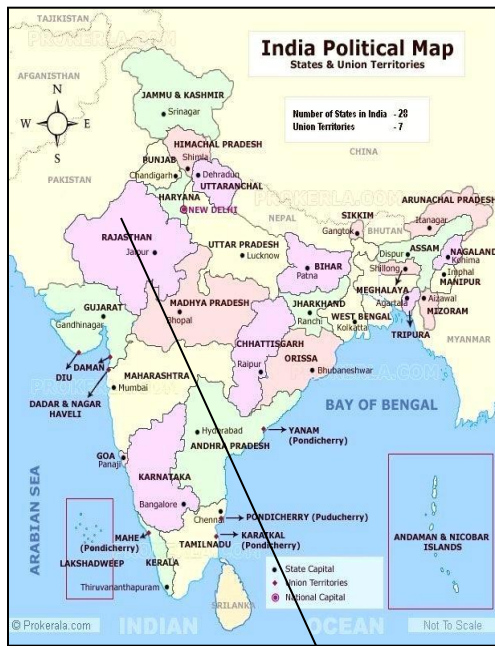 TAJIKISTAN
PROKERLA.COM
India Political Map
States & Union Territories
AFGANISTHAN
N
W
E
S
JAMMU & KASHMIR
Srinagar
Number of States in India - 28
Union Territories - 7
HIMACHAL PRADESH
Shimla
PUNJAB
Chandigarh
Dehradun
UTTARANCHAL
CHINA
PAKISTAN
HARYANA
NEW DELHI
PROKERLA.COM
ARUNACHAL PRADESH
Itanagar
NEPAL
SIKKIM
Gangtok
BHUTAN
RAJASTHAN
Jaipur
UTTAR PRADESH
Lucknow
ASSAM
Dispur
NAGALAND
Kohima
BIHAR
Patna
Shillong
Imphal
MANIPUR
MEGHALAYA
Agartala
Aizawal
MIZORAM
GUJARAT
Gandhinagar
MADHYA PRADESH
Bhopal
JHARKHAND
Ranchi
WEST BENGAL
Kolkatta
TRIPURA
MYANMAR
CHHATTISGARH
Raipur
ORISSA
Bhubaneshwar
DAMAN
DIU
MAHARASHTRA
Mumbai
DADAR & NAGAR
HAVELI
BAY OF BENGAL
Hyderabad
ANDHRA PRADESH
YANAM
(Pondicherry)
GOA
Panaji
KARNATAKA
ARABIAN SEA
Bangalore
Chennai
PONDICHERRY (Puducherry)
MAHE
(Pondicherry)
TAMILNADU
KARAIKAL
(Pondicherry)
ANDAMAN & NICOBAR
ISLANDS
LAKSHADWEEP
KERALA
Thiruvananthapuram
State Capital
Union Territories
National Capital
SRILANKA
© Prokerala.com
INDIAN
OCEAN
Not To Scale